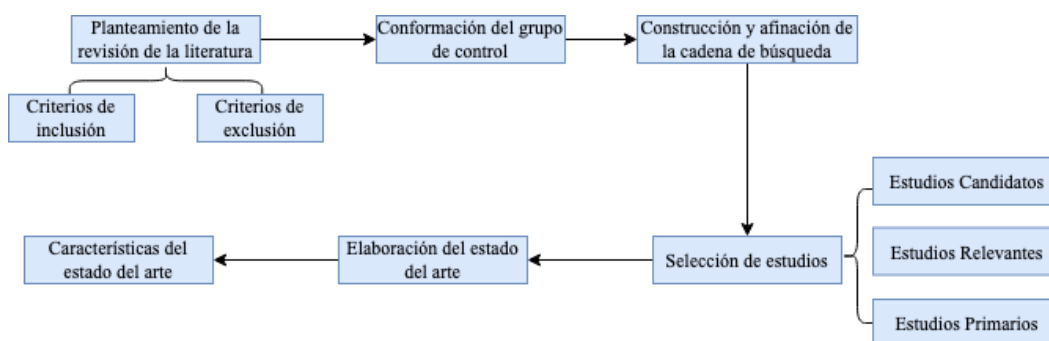 Planteamiento de la
revisión de la literatura
Conformación del grupo
de control
Construcción y afinación de
la cadena de búsqueda
Criterios de
inclusión
Criterios de
exclusión
Estudios Candidatos
Características del
estado del arte
Elaboración del estado
del arte
Selección de estudios
Estudios Relevantes
Estudios Primarios